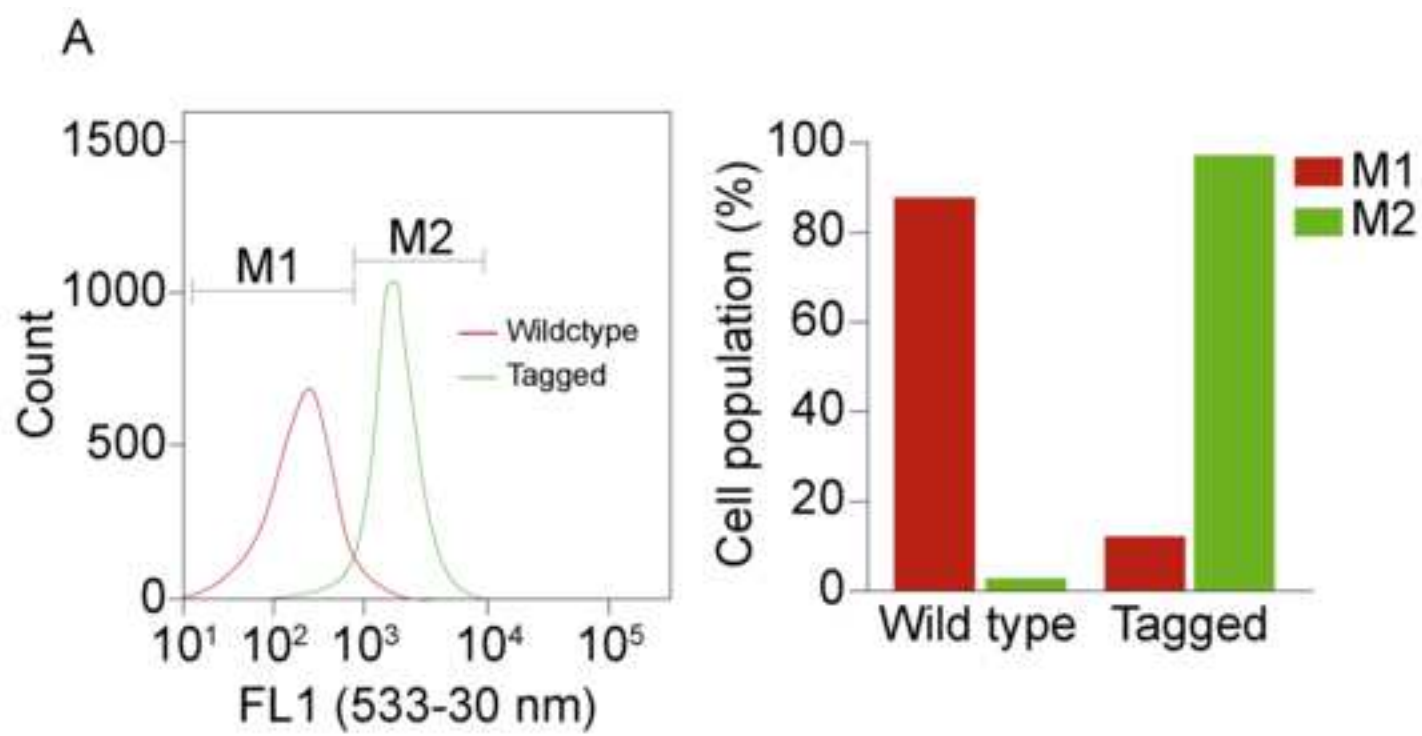 A
1500
1000
500
0
Count
M1
M2
Wildctype
Tagged
10¹ 10² 10³ 10⁴ 10⁵
FL1 (533-30 nm)
100
80
60
40
20
0
Cell population (%)
M1
M2
Wild type Tagged